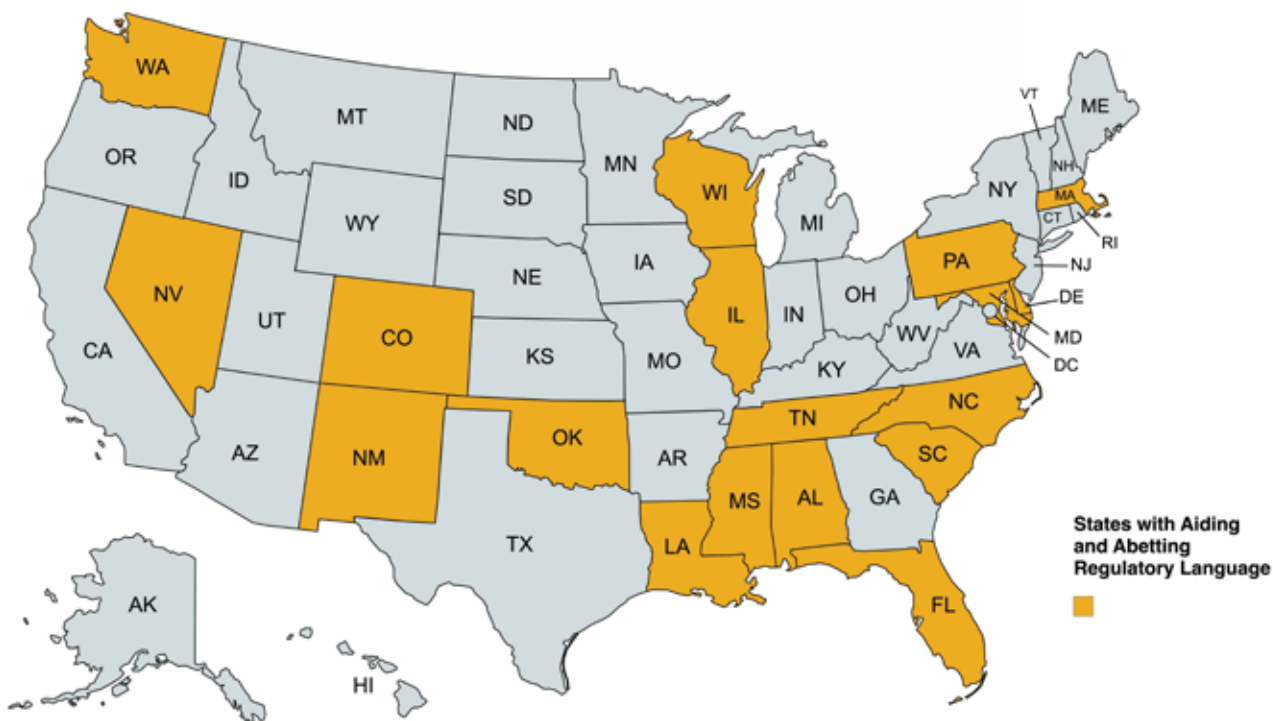 WA
MT
ND
MN
VT
ME
OR
ID
SD
WI
NY
NH
MA
CT
RI
WY
MI
IA
PA
NJ
NV
NE
OH
DE
UT
CO
IL
IN
WV
MD
CA
KS
MO
KY
VA
DC
AZ
NM
OK
AR
TN
NC
SC
MS
AL
GA
TX
LA
FL
AK
HI
States with Aiding
and Abetting
Regulatory Language